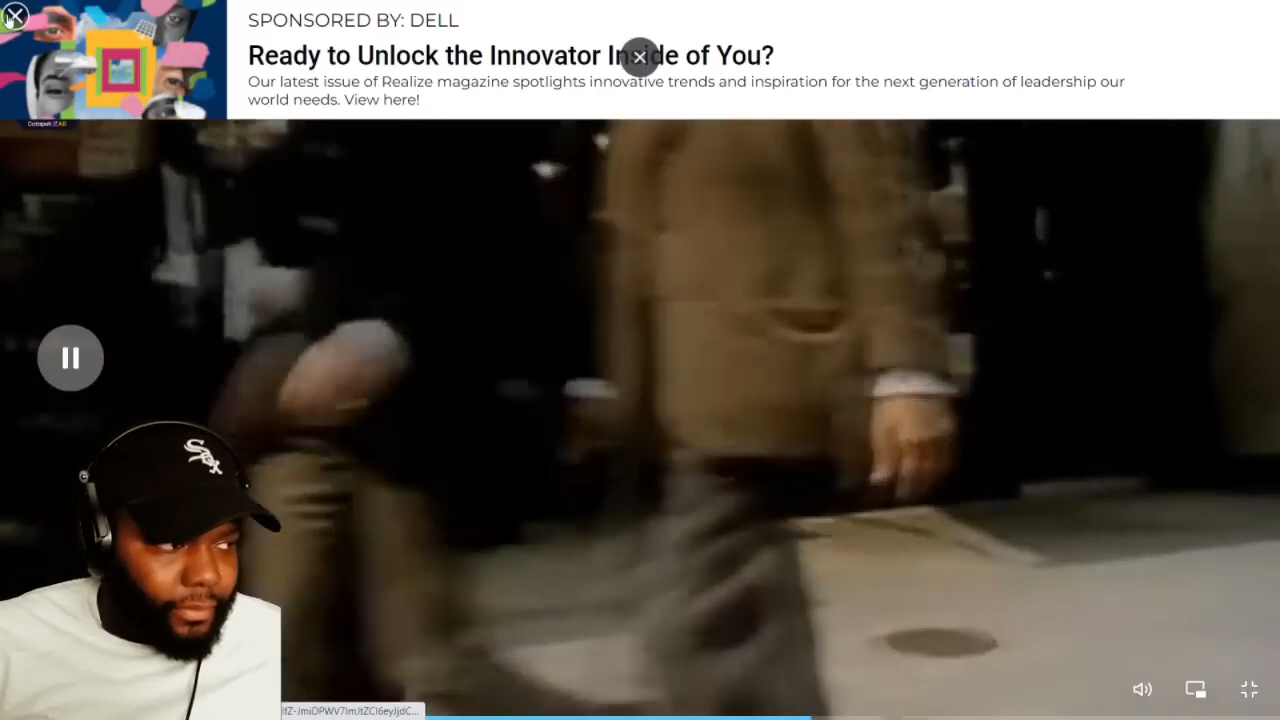 SPONSORED BY: DELL
Ready to Unlock the Innovator Inside of You?
Our latest issue of Realize magazine spotlights innovative trends and inspiration for the next generation of leadership our
world needs. View here!
Sox